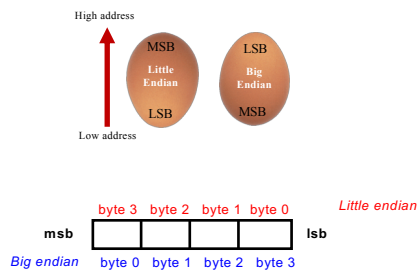 High address
MSB
LSB
Little
Endian
Big
Endian
LSB
MSB
Low address
byte 3 byte 2 byte 1 byte 0 Little endian
msb lsb
Big endian byte 0 byte 1 byte 2 byte 3